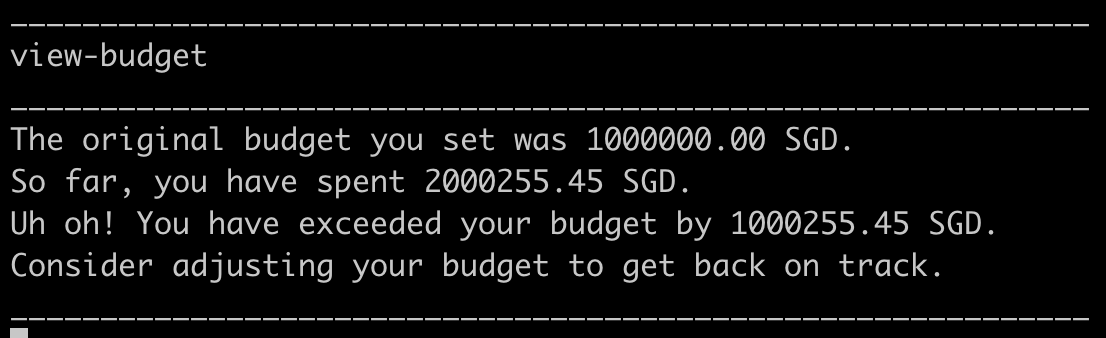 ____________________________________________________________
view-budget
____________________________________________________________
The original budget you set was 1000000.00 SGD.
So far, you have spent 2000255.45 SGD.
Uh oh! You have exceeded your budget by 1000255.45 SGD.
Consider adjusting your budget to get back on track.
____________________________________________________________